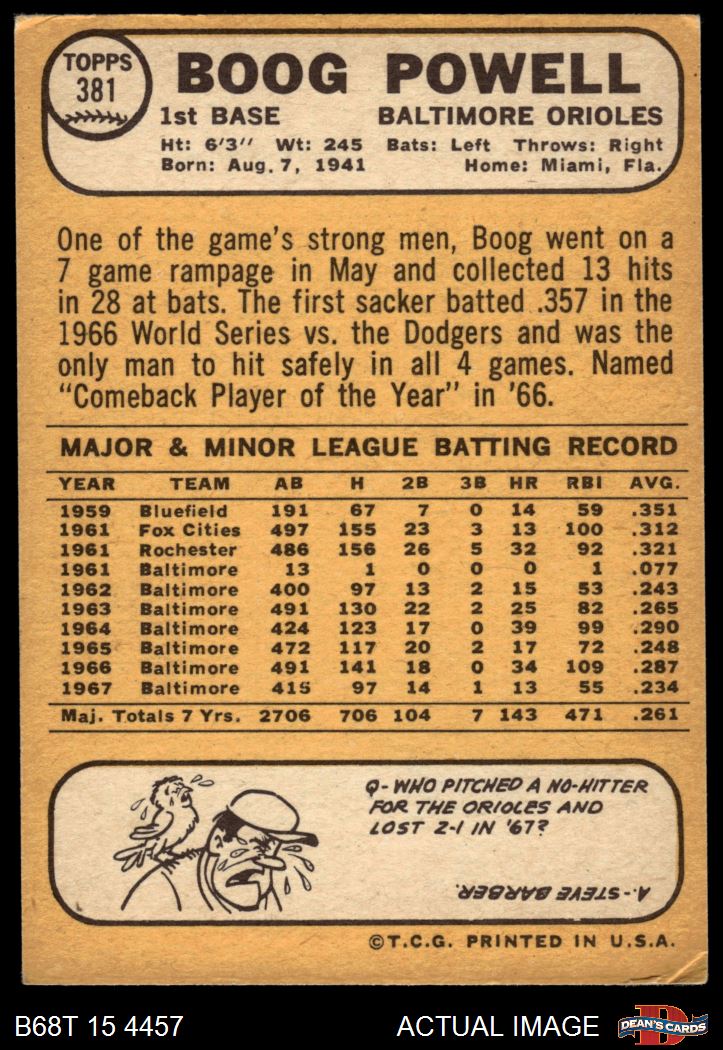 TOPPS
381
BOOG POWELL
1st BASE BALTIMORE ORIOLES
Ht: 6'3" Wt: 245 Bats: Left Throws: Right
Born: Aug. 7, 1941 Home: Miami, Fla.
One of the game's strong men, Boog went on a
7 game rampage in May and collected 13 hits
in 28 at bats. The first sacker batted .357 in the
1966 World Series vs. the Dodgers and was the
only man to hit safely in all 4 games. Named
"Comeback Player of the Year" in '66.
MAJOR & MINOR LEAGUE BATTING RECORD
YEAR TEAM AB H 2B 3B HR RBI AVG.
1959 Bluefield 191 67 7 0 14 59 .351
1961 Fox Cities 497 155 23 3 13 100 .312
1961 Rochester 486 156 26 5 32 92 .321
1961 Baltimore 13 1 0 0 0 1 .077
1962 Baltimore 400 97 13 2 15 53 .243
1963 Baltimore 491 130 22 2 25 82 .265
1964 Baltimore 424 123 17 0 39 99 .290
1965 Baltimore 472 117 20 2 17 72 .248
1966 Baltimore 491 141 18 0 34 109 .287
1967 Baltimore 415 97 14 1 13 55 .234
Maj. Totals 7 Yrs. 2706 706 104 7 143 471 .261
Q- WHO PITCHED A NO-HITTER
FOR THE ORIOLES AND
LOST 2-1 IN '67?
A.- STEVE BARBER.
©T.C.G. PRINTED IN U.S.A.
B68T 15 4457 ACTUAL IMAGE D DEAN'S CARDS